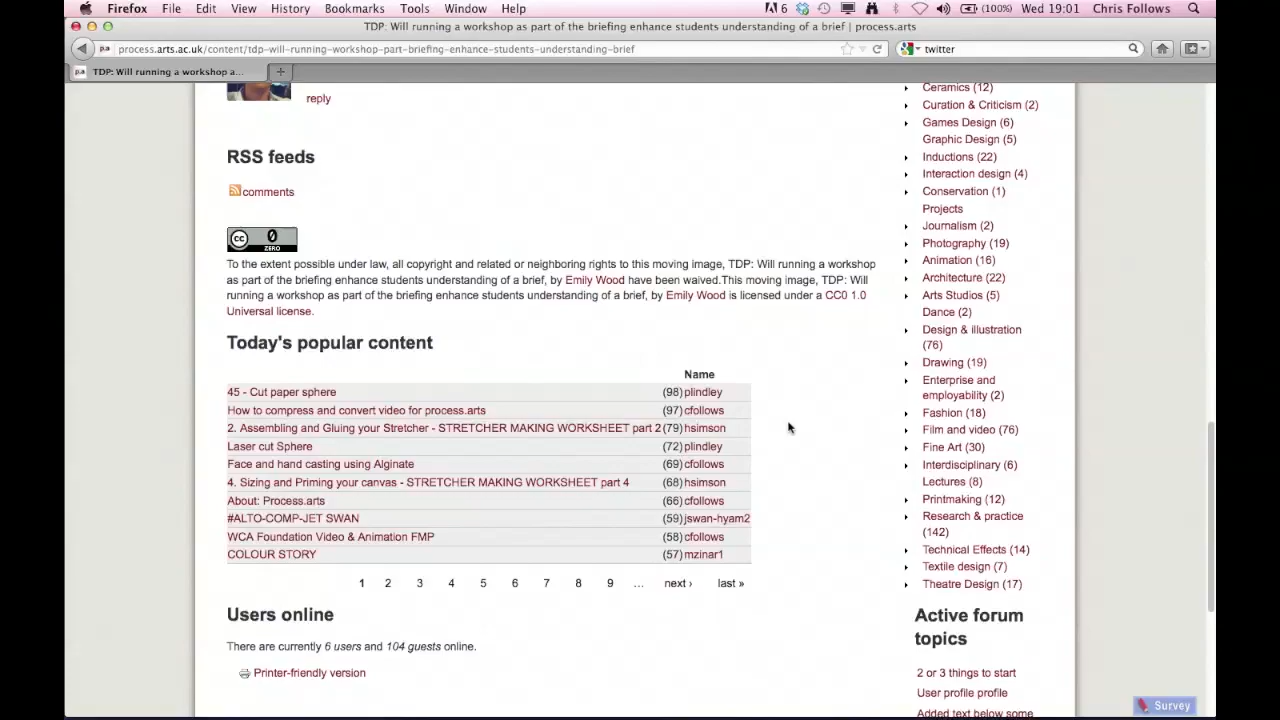 Firefox File Edit View History Bookmarks Tools Window Help 6 (100%) Wed 19:01 Chris Follows
TDP: Will running a workshop as part of the briefing enhance students understanding of a brief | process.arts
process.arts.ac.uk/content/tdp-will-running-workshop-part-briefing-enhance-students-understanding-brief
twitter
TDP: Will running a workshop a...
reply
RSS feeds
comments
cc 0 ZERO
To the extent possible under law, all copyright and related or neighboring rights to this moving image, TDP: Will running a workshop
as part of the briefing enhance students understanding of a brief, by Emily Wood have been waived.This moving image, TDP: Will
running a workshop as part of the briefing enhance students understanding of a brief, by Emily Wood is licensed under a CC0 1.0
Universal license.
Today's popular content
Name
45 - Cut paper sphere (98) plindley
How to compress and convert video for process.arts (97) cfollows
2. Assembling and Gluing your Stretcher - STRETCHER MAKING WORKSHEET part 2 (79) hsimson
Laser cut Sphere (72) plindley
Face and hand casting using Alginate (69) cfollows
4. Sizing and Priming your canvas - STRETCHER MAKING WORKSHEET part 4 (68) hsimson
About: Process.arts (66) cfollows
#ALTO-COMP-JET SWAN (59) jswan-hyam2
WCA Foundation Video & Animation FMP (58) cfollows
COLOUR STORY (57) mzinar1
1 2 3 4 5 6 7 8 9 … next › last »
Users online
There are currently 6 users and 104 guests online.
Printer-friendly version
Ceramics (12)
Curation & Criticism (2)
Games Design (6)
Graphic Design (5)
Inductions (22)
Interaction design (4)
Conservation (1)
Projects
Journalism (2)
Photography (19)
Animation (16)
Architecture (22)
Arts Studios (5)
Dance (2)
Design & illustration
(76)
Drawing (19)
Enterprise and
employability (2)
Fashion (18)
Film and video (76)
Fine Art (30)
Interdisciplinary (6)
Lectures (8)
Printmaking (12)
Research & practice
(142)
Technical Effects (14)
Textile design (7)
Theatre Design (17)
Active forum
topics
2 or 3 things to start
User profile profile
Added text below some
Survey